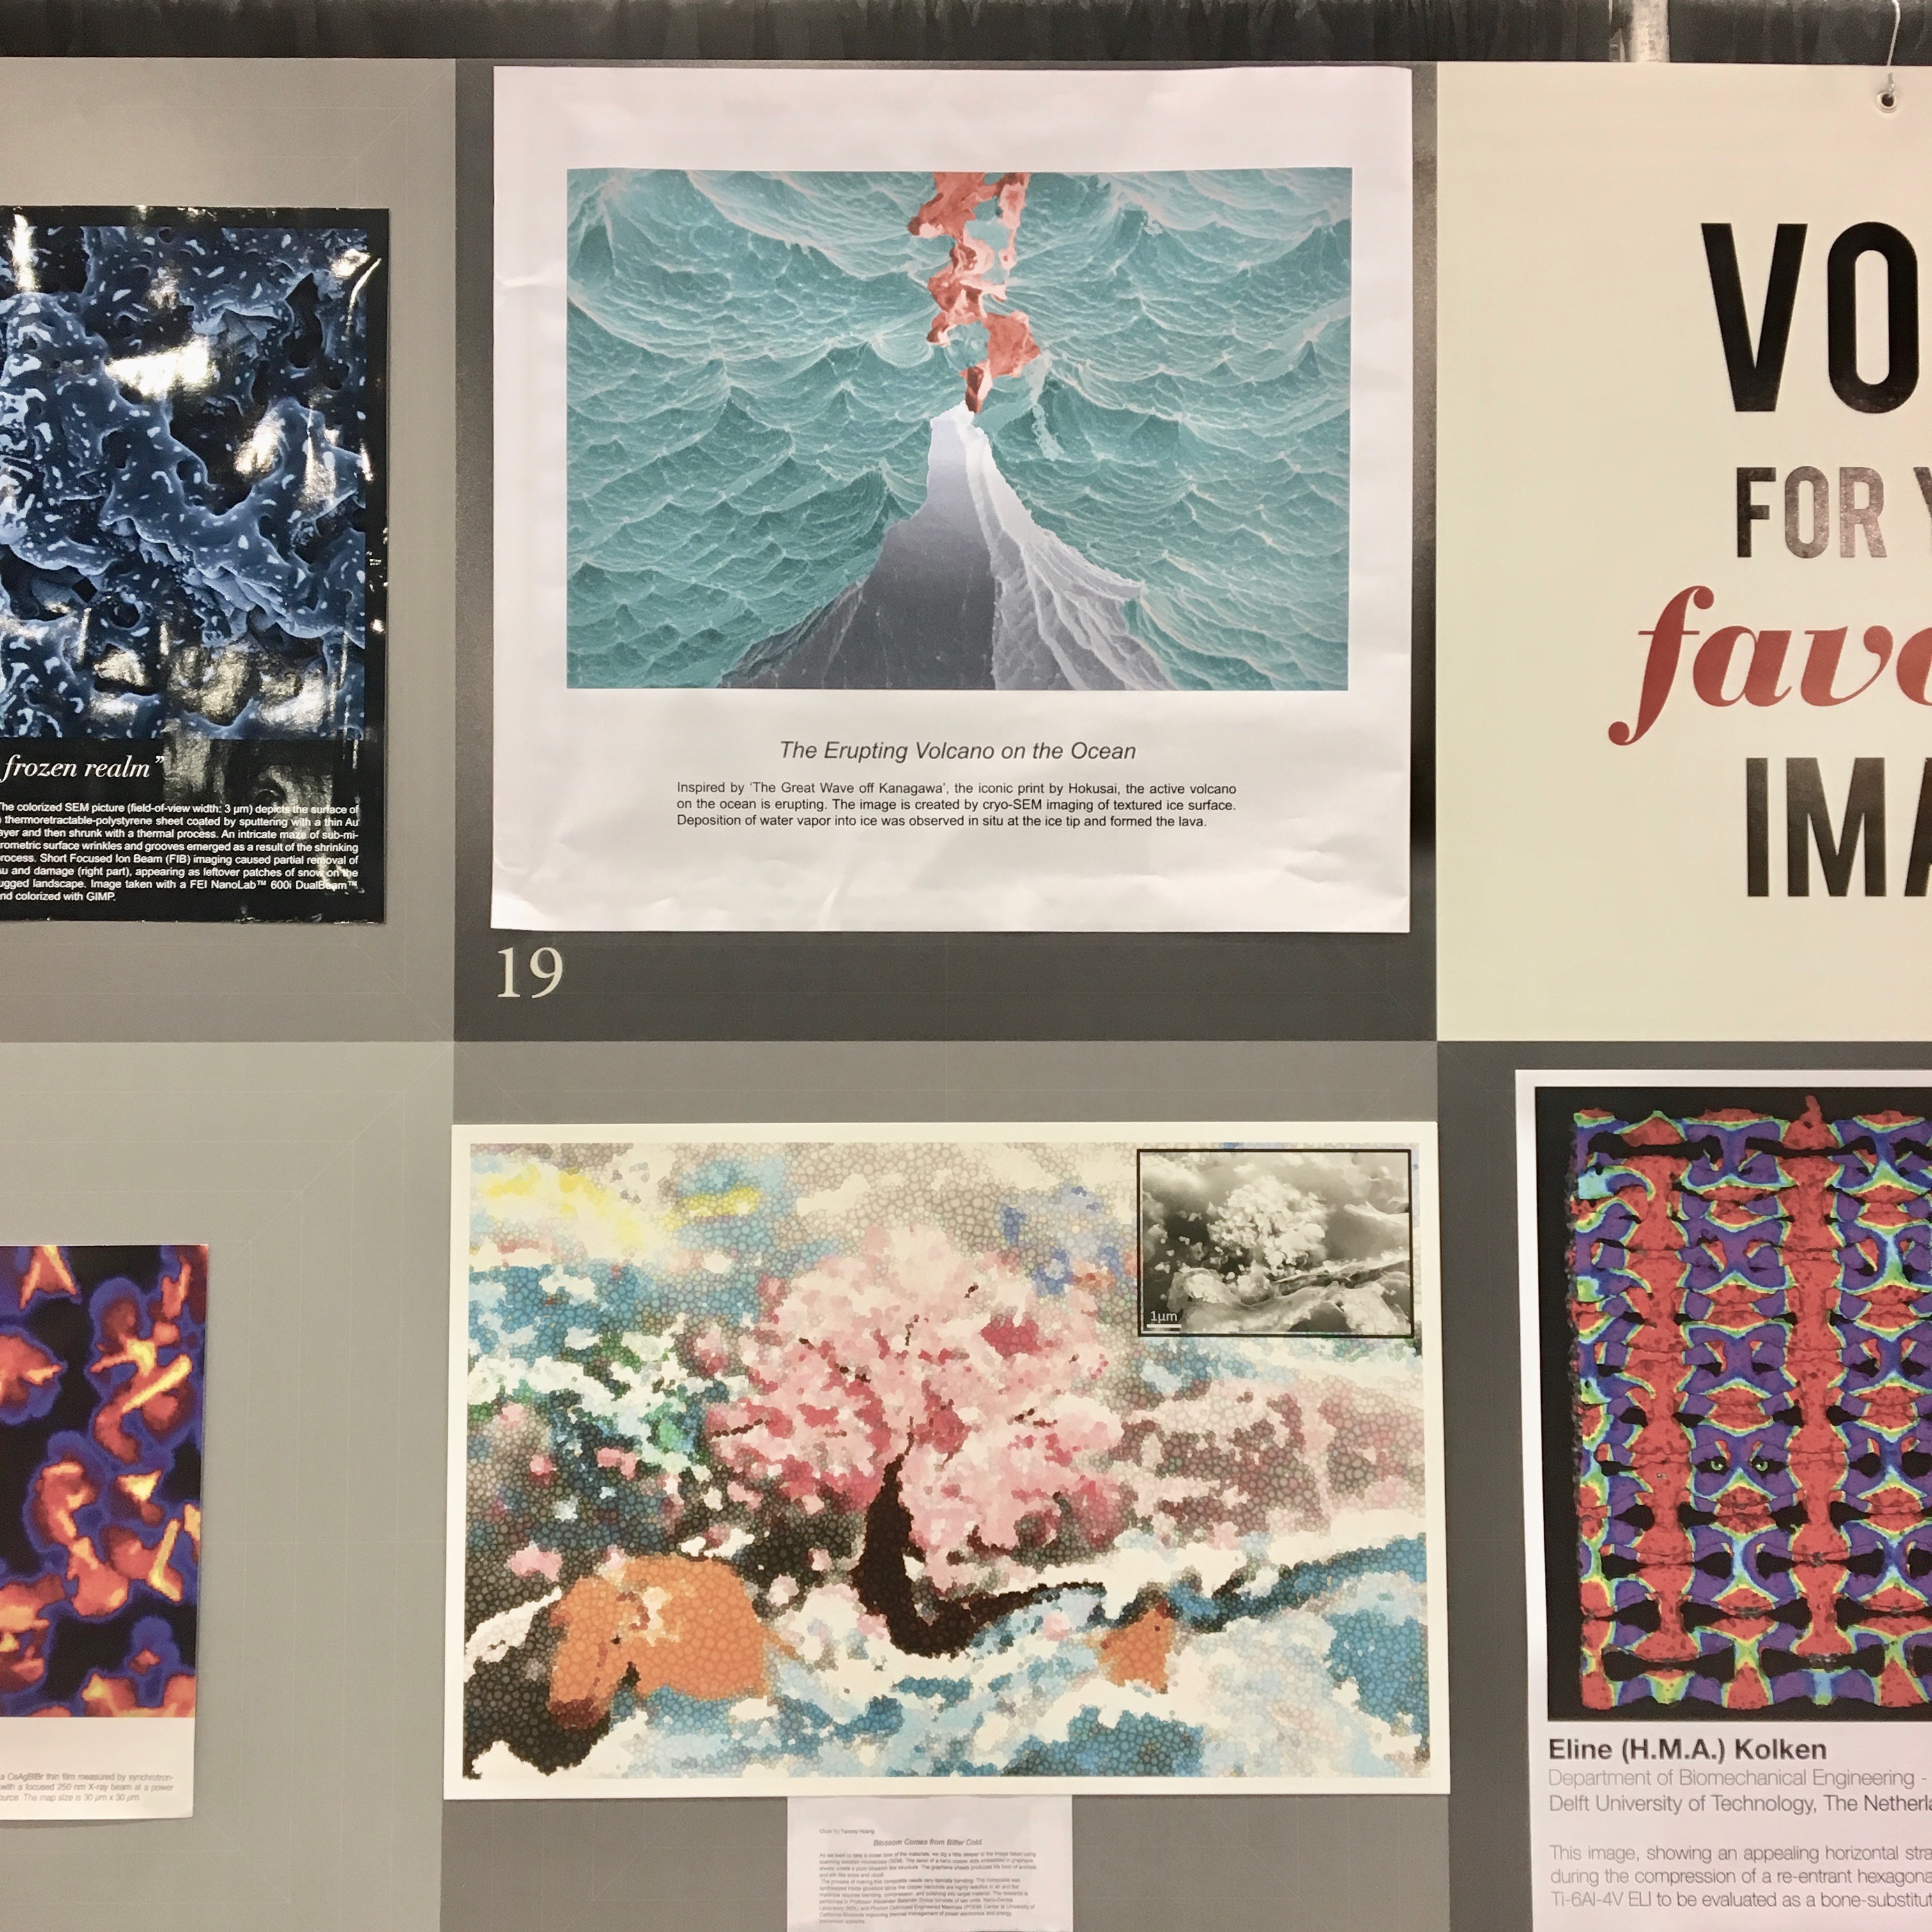 frozen realm”
he colorized SEM picture (field-of-view width: 3 µm) depicts the surface of
thermoretractable-polystyrene sheet coated by sputtering with a thin Au
ayer and then shrunk with a thermal process. An intricate maze of sub-mi-
rometric surface wrinkles and grooves emerged as a result of the shrinking
rocess. Short Focused Ion Beam (FIB) imaging caused partial removal of
u and damage (right part), appearing as leftover patches of snow on the
ugged landscape. Image taken with a FEI NanoLab™ 600i DualBeam™
nd colorized with GIMP.
The Erupting Volcano on the Ocean
Inspired by ‘The Great Wave off Kanagawa’, the iconic print by Hokusai, the active volcano
on the ocean is erupting. The image is created by cryo-SEM imaging of textured ice surface.
Deposition of water vapor into ice was observed in situ at the ice tip and formed the lava.
19
VO
FOR Y
favo
IMA
a CsAgBiBr thin film measured by synchrotron-
with a focused 250 nm X-ray beam at a power
ource. The map size is 30 µm x 30 µm.
1µm
Blossom Comes from Bitter Cold
Eline (H.M.A.) Kolken
Department of Biomechanical Engineering -
Delft University of Technology, The Netherla
This image, showing an appealing horizontal stra
during the compression of a re-entrant hexagona
Ti-6Al-4V ELI to be evaluated as a bone-substitut